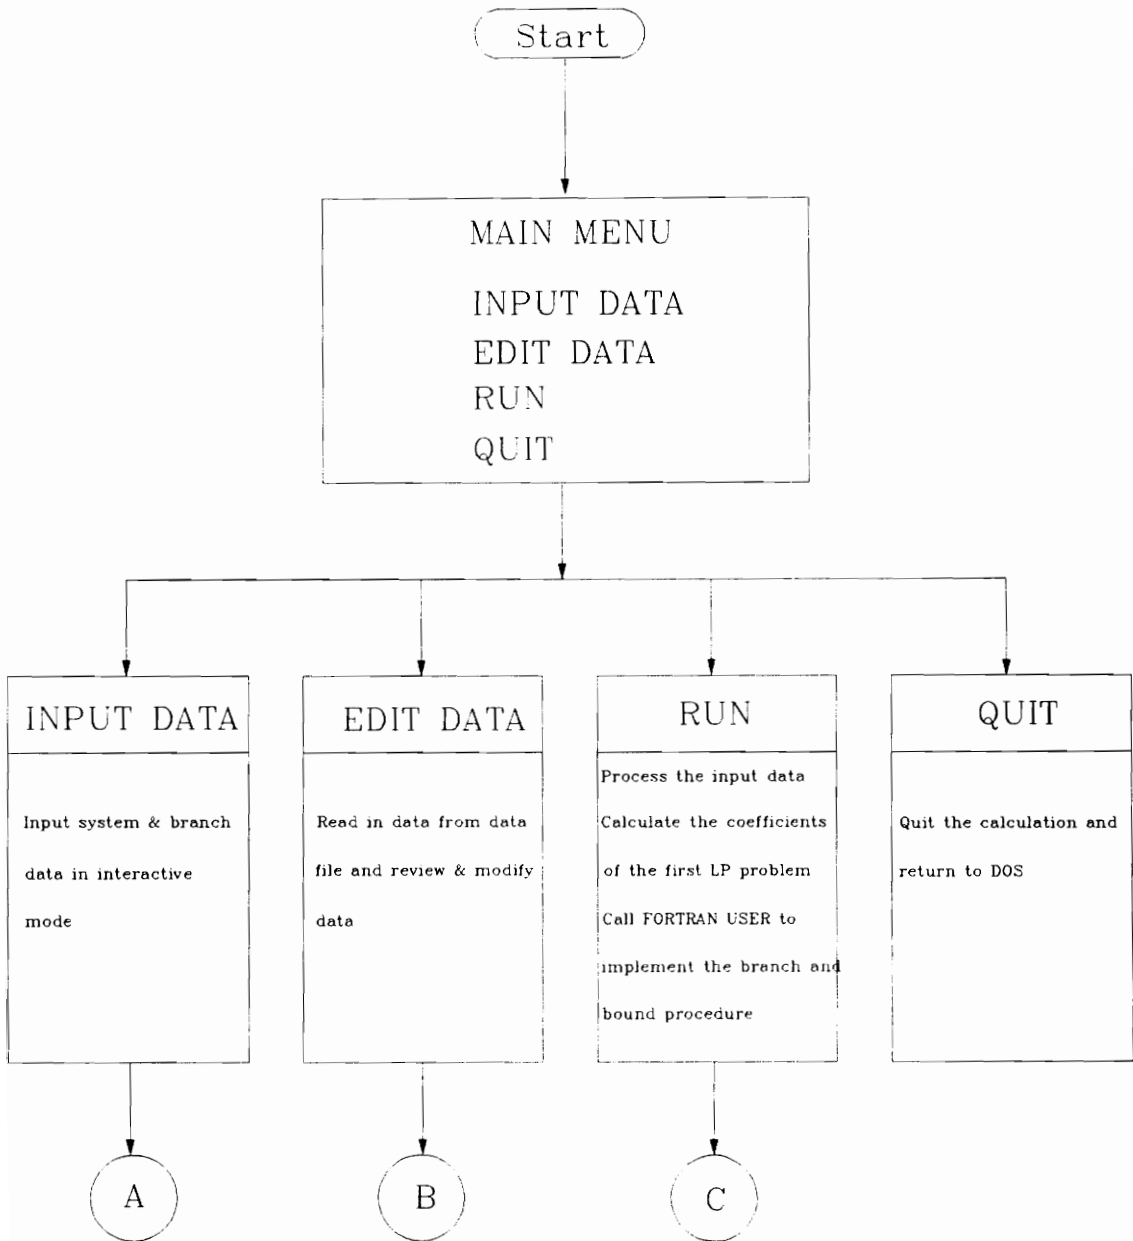 Start
MAIN MENU
INPUT DATA
EDIT DATA
RUN
QUIT
INPUT DATA
Input system & branch
data in interactive
mode
EDIT DATA
Read in data from data
file and review & modify
data
RUN
Process the input data
Calculate the coefficients
of the first LP problem
Call FORTRAN USER to
implement the branch and
bound procedure
QUIT
Quit the calculation and
return to DOS
A
B
C